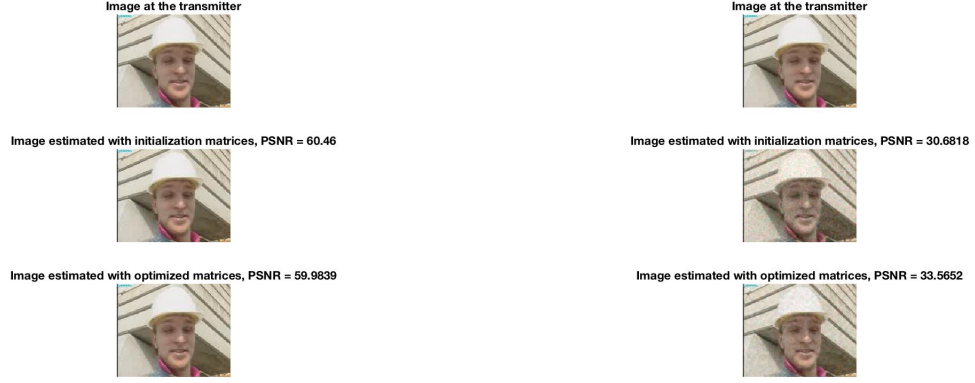 Image at the transmitter
Image at the transmitter
Image estimated with initialization matrices, PSNR = 60.46
Image estimated with initialization matrices, PSNR = 30.6818
Image estimated with optimized matrices, PSNR = 59.9839
Image estimated with optimized matrices, PSNR = 33.5652